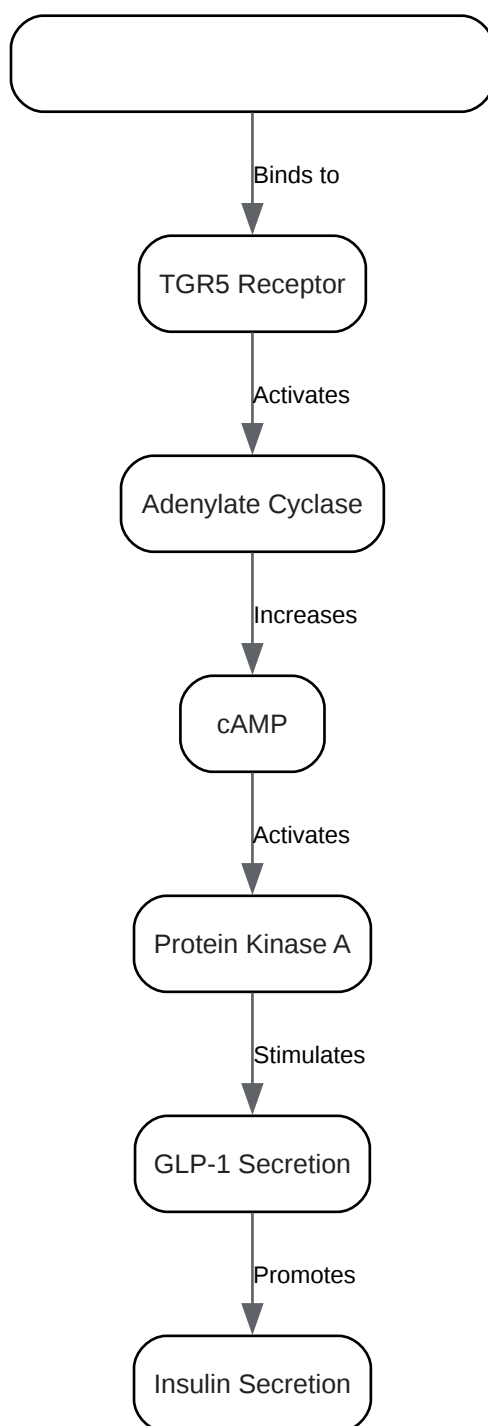 Binds to
TGR5 Receptor
Activates
Adenylate Cyclase
Increases
cAMP
Activates
Protein Kinase A
Stimulates
GLP-1 Secretion
Promotes
Insulin Secretion